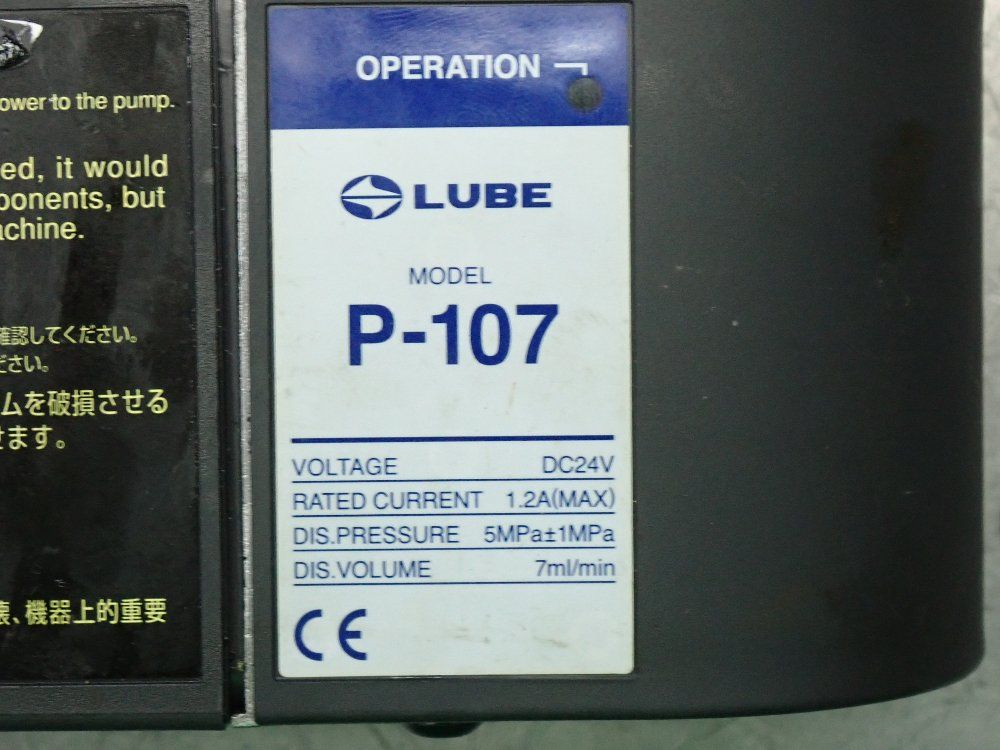 ower to the pump.
ed, it would
ponents, but
achine.
確認してください。
ださい。
ムを破損させる
せます。
壊、機器上的重要
OPERATION
LUBE
MODEL
P-107
VOLTAGE DC24V
RATED CURRENT 1.2A(MAX)
DIS.PRESSURE 5MPa±1MPa
DIS.VOLUME 7ml/min
CE